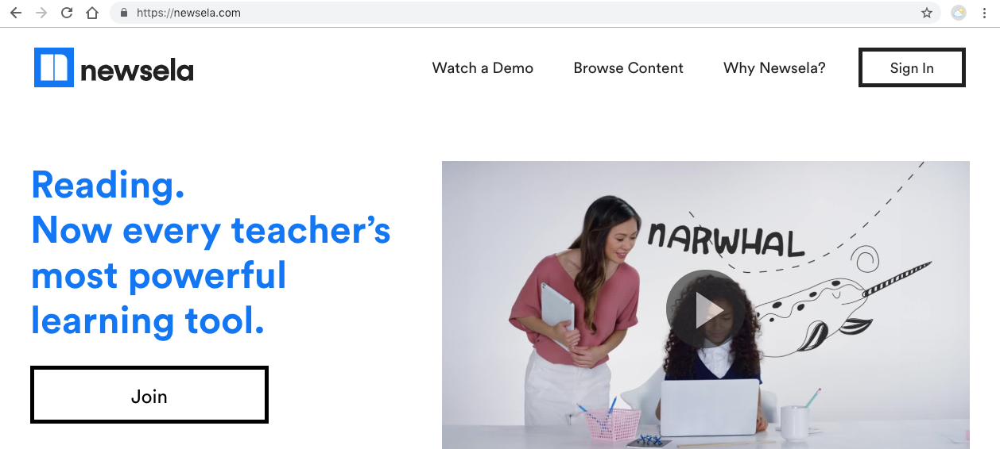 https://newsela.com
newsela
Watch a Demo
Browse Content
Why Newsela?
Sign In
Reading.
Now every teacher’s
most powerful
learning tool.
Join
NARWHAL